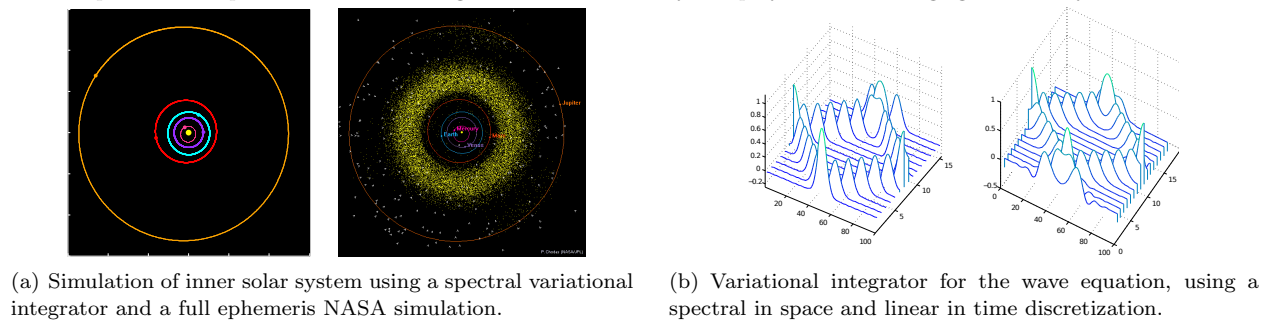 Jupiter
Mercury
Earth
Mars
Venus
P. Chodas (NASA/JPL)
1
0.8
0.6
0.4
0.2
0
−0.2
20
40
60
80
100
5
10
15
1
0.5
0
−0.5
0
20
40
60
80
100
0
5
10
15
(a) Simulation of inner solar system using a spectral variational
integrator and a full ephemeris NASA simulation.
(b) Variational integrator for the wave equation, using a
spectral in space and linear in time discretization.